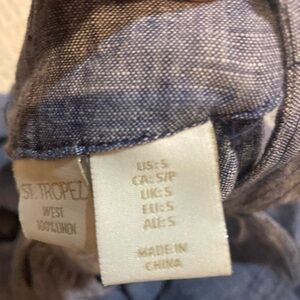 ST. TROPEZ
WEST
100% LINEN
US: S
CA: S/P
UK: S
EU: S
AU: S
MADE IN
CHINA